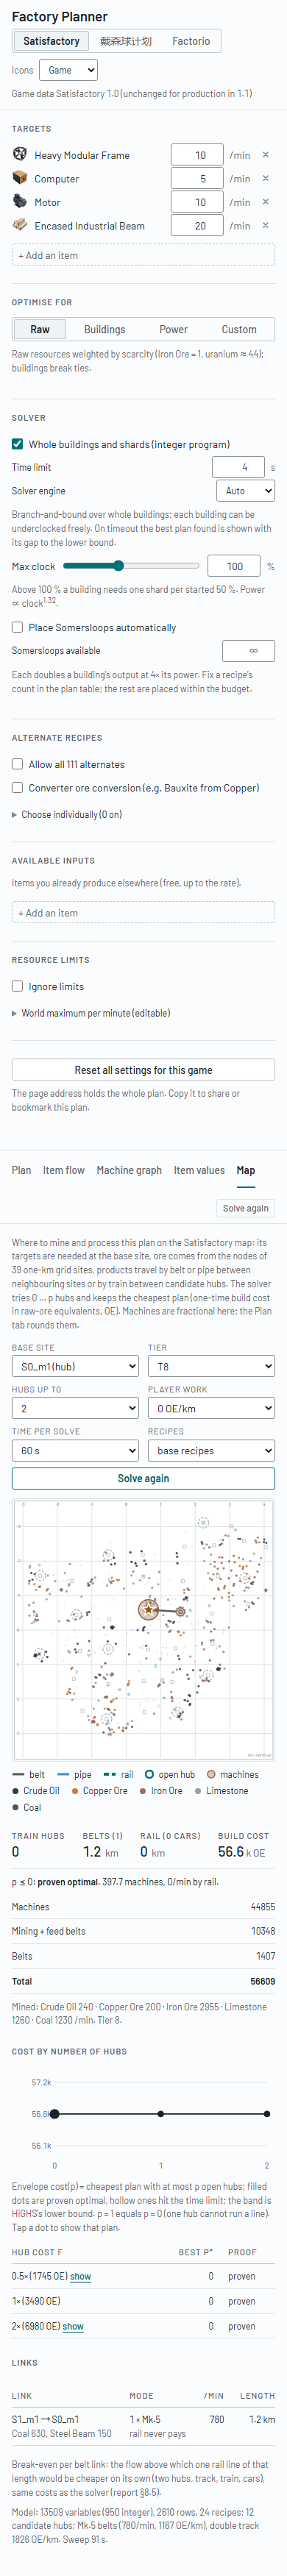 Factory Planner
Satisfactory 戴森球计划 Factorio
Icons Game
Game data Satisfactory 1.0 (unchanged for production in 1.1)
TARGETS
Heavy Modular Frame 10 /min ×
Computer 5 /min ×
Motor 10 /min ×
Encased Industrial Beam 20 /min ×
+ Add an item
OPTIMISE FOR
Raw Buildings Power Custom
Raw resources weighted by scarcity (Iron Ore = 1, uranium ≈ 44);
buildings break ties.
SOLVER
Whole buildings and shards (integer program)
Time limit 4 s
Solver engine Auto
Branch-and-bound over whole buildings; each building can be
underclocked freely. On timeout the best plan found is shown with
its gap to the lower bound.
Max clock 100 %
Above 100 % a building needs one shard per started 50 %. Power
∝ clock^1.32.
Place Somersloops automatically
Somersloops available ∞
Each doubles a building's output at 4× its power. Fix a recipe's
count in the plan table; the rest are placed within the budget.
ALTERNATE RECIPES
Allow all 111 alternates
Converter ore conversion (e.g. Bauxite from Copper)
▶ Choose individually (0 on)
AVAILABLE INPUTS
Items you already produce elsewhere (free, up to the rate).
+ Add an item
RESOURCE LIMITS
Ignore limits
▶ World maximum per minute (editable)
Reset all settings for this game
The page address holds the whole plan. Copy it to share or
bookmark this plan.
Plan Item flow Machine graph Item values Map
Solve again
Where to mine and process this plan on the Satisfactory map: its
targets are needed at the base site, ore comes from the nodes of
39 one-km grid sites, products travel by belt or pipe between
neighbouring sites or by train between candidate hubs. The solver
tries 0 … p hubs and keeps the cheapest plan (one-time build cost
in raw-ore equivalents, OE). Machines are fractional here; the Plan
tab rounds them.
BASE SITE TIER
S0_m1 (hub) T8
HUBS UP TO PLAYER WORK
2 0 OE/km
TIME PER SOLVE RECIPES
60 s base recipes
Solve again
belt pipe rail open hub machines
Crude Oil Copper Ore Iron Ore Limestone
Coal
TRAIN HUBS BELTS (1) RAIL (0 CARS) BUILD COST
0 1.2 km 0 km 56.6 k OE
p ≤ 0: proven optimal. 397.7 machines, 0/min by rail.
Machines 44855
Mining + feed belts 10348
Belts 1407
Total 56609
Mined: Crude Oil 240 · Copper Ore 200 · Iron Ore 2955 · Limestone
1260 · Coal 1230 /min. Tier 8.
COST BY NUMBER OF HUBS
57.2k
56.6k
56.1k
0 1 2
Envelope cost(p) = cheapest plan with at most p open hubs; filled
dots are proven optimal, hollow ones hit the time limit; the band is
HiGHS's lower bound. p = 1 equals p = 0 (one hub cannot run a line).
Tap a dot to show that plan.
HUB COST F BEST P* PROOF
0.5× (1745 OE) show 0 proven
1× (3490 OE) 0 proven
2× (6980 OE) show 0 proven
LINKS
LINK MODE /MIN LENGTH
S1_m1 → S0_m1 1 × Mk.5 780 1.2 km
Coal 630, Steel Beam 150 rail never pays
Break-even per belt link: the flow above which one rail line of that
length would be cheaper on its own (two hubs, track, train, cars),
same costs as the solver (report §8.5).
Model: 13509 variables (950 integer), 2610 rows, 24 recipes; 12
candidate hubs; Mk.5 belts (780/min, 1167 OE/km), double track
1826 OE/km. Sweep 91 s.